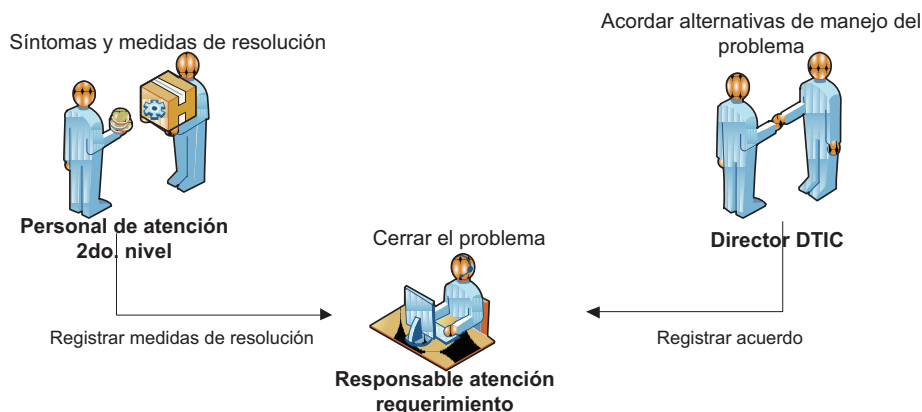 Síntomas y medidas de resolución
Acordar alternativas de manejo del
problema
Personal de atención
2do. nivel
Cerrar el problema
Director DTIC
Registrar medidas de resolución
Registrar acuerdo
Responsable atención
requerimiento